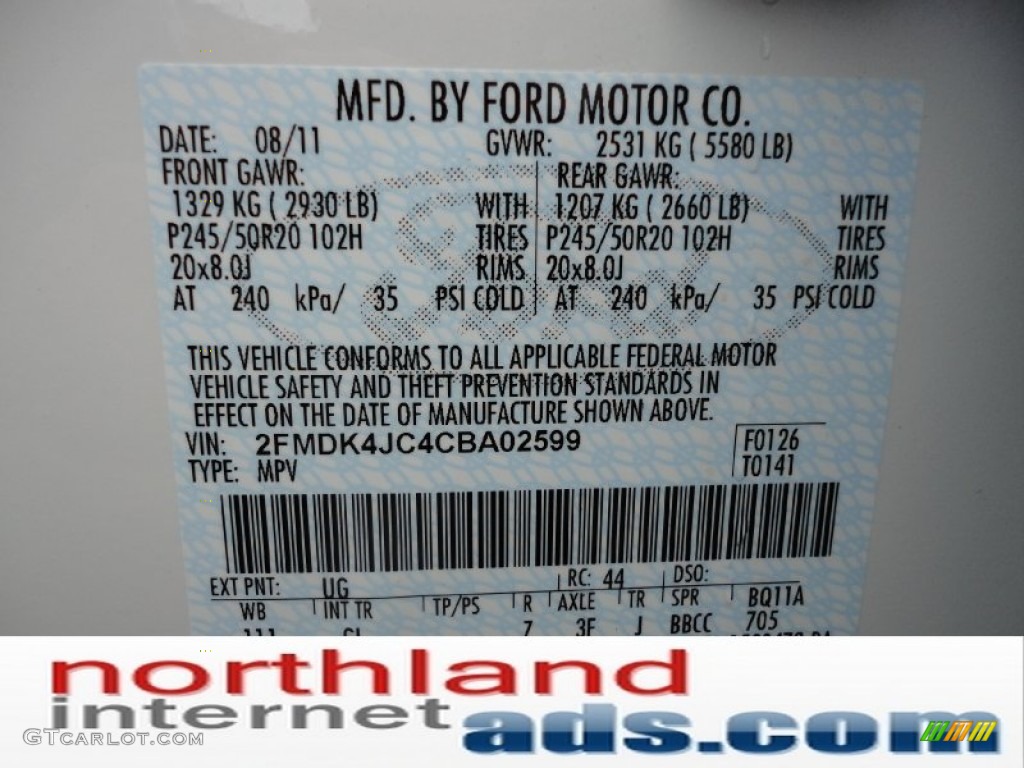 MFD. BY FORD MOTOR CO.
DATE: 08/11 GVWR: 2531 KG ( 5580 LB)
FRONT GAWR: REAR GAWR:
1329 KG ( 2930 LB) WITH 1207 KG ( 2660 LB) WITH
P245/50R20 102H TIRES P245/50R20 102H TIRES
20x8.0J RIMS 20x8.0J RIMS
AT 240 kPa/ 35 PSI COLD AT 240 kPa/ 35 PSI COLD
THIS VEHICLE CONFORMS TO ALL APPLICABLE FEDERAL MOTOR
VEHICLE SAFETY AND THEFT PREVENTION STANDARDS IN
EFFECT ON THE DATE OF MANUFACTURE SHOWN ABOVE.
VIN: 2FMDK4JC4CBA02599 F0126
TYPE: MPV T0141
EXT PNT: UG RC: 44 DSO:
WB INT TR TP/PS R AXLE TR SPR BQ11A
111 7 3F J BBCC 705
northland
internet ads.com
GTCARLOT.COM